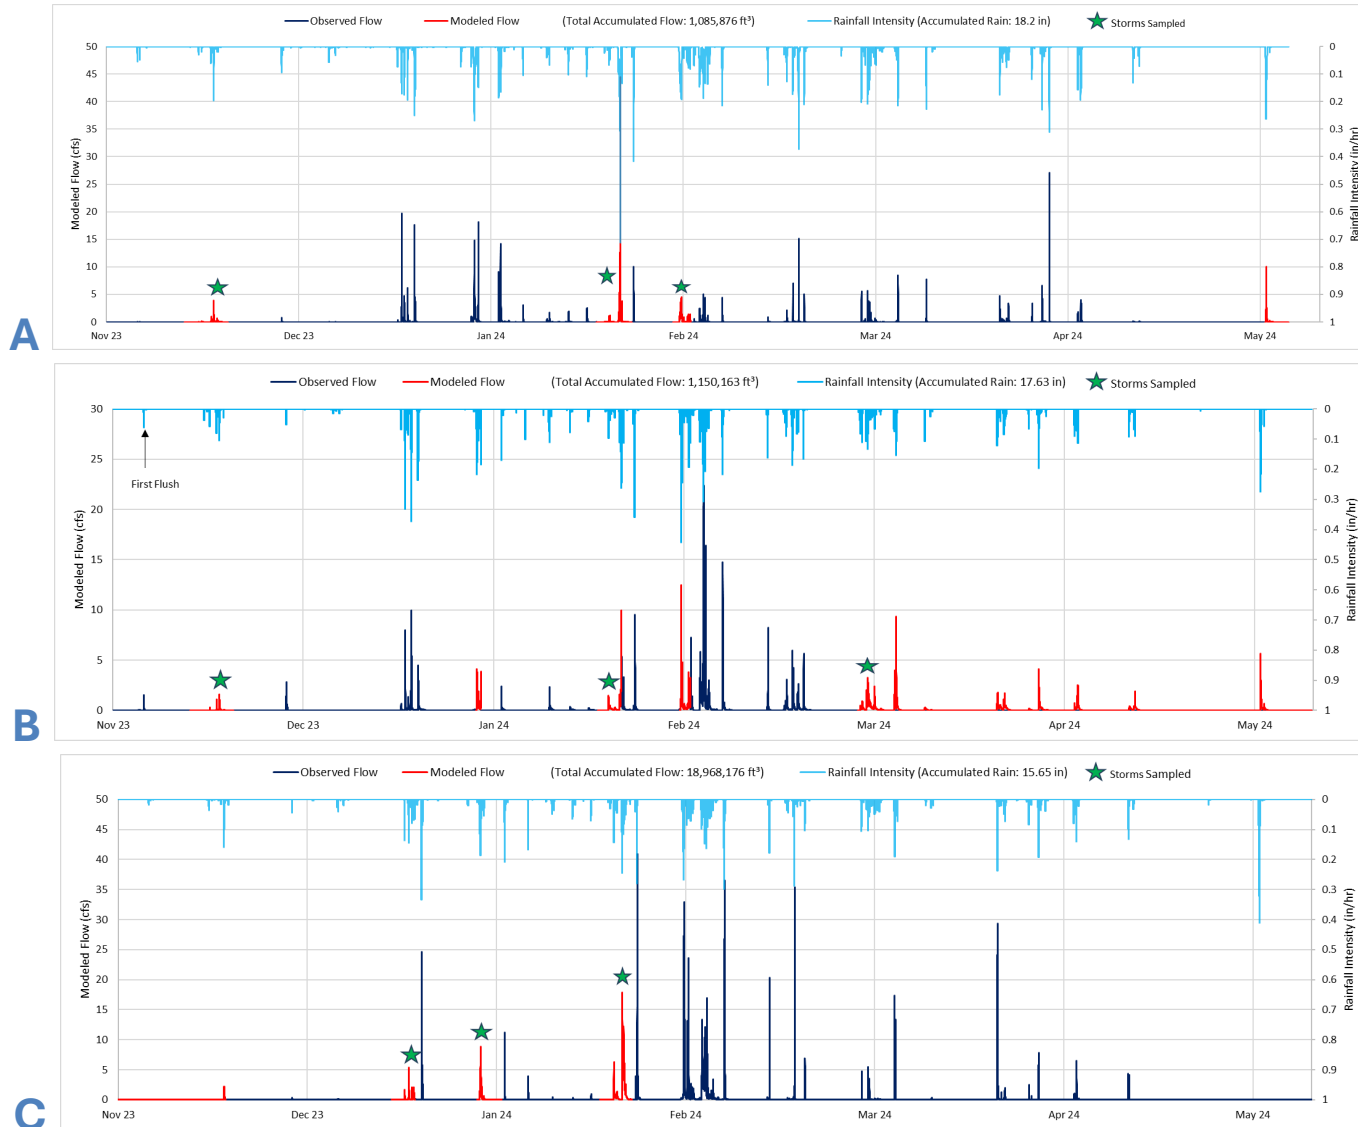 Observed Flow Modeled Flow (Total Accumulated Flow: 1,085,876 ft³) Rainfall Intensity (Accumulated Rain: 18.2 in) Storms Sampled
50 0
45 0.1
40 0.2
35 0.3
30 0.4
25 0.5
20 0.6
15 0.7
10 0.8
5 0.9
0 1
Modeled Flow (cfs)
Rainfall Intensity (in/hr)
Nov 23 Dec 23 Jan 24 Feb 24 Mar 24 Apr 24 May 24
A
Observed Flow Modeled Flow (Total Accumulated Flow: 1,150,163 ft³) Rainfall Intensity (Accumulated Rain: 17.63 in) Storms Sampled
30 0
0.1
25
0.2
0.3
20
0.4
15 0.5
0.6
10
0.7
0.8
5
0.9
0 1
First Flush
Modeled Flow (cfs)
Rainfall Intensity (in/hr)
Nov 23 Dec 23 Jan 24 Feb 24 Mar 24 Apr 24 May 24
B
Observed Flow Modeled Flow (Total Accumulated Flow: 18,968,176 ft³) Rainfall Intensity (Accumulated Rain: 15.65 in) Storms Sampled
50 0
45 0.1
40 0.2
35 0.3
30 0.4
25 0.5
20 0.6
15 0.7
10 0.8
5 0.9
0 1
Modeled Flow (cfs)
Rainfall Intensity (in/hr)
Nov 23 Dec 23 Jan 24 Feb 24 Mar 24 Apr 24 May 24
C